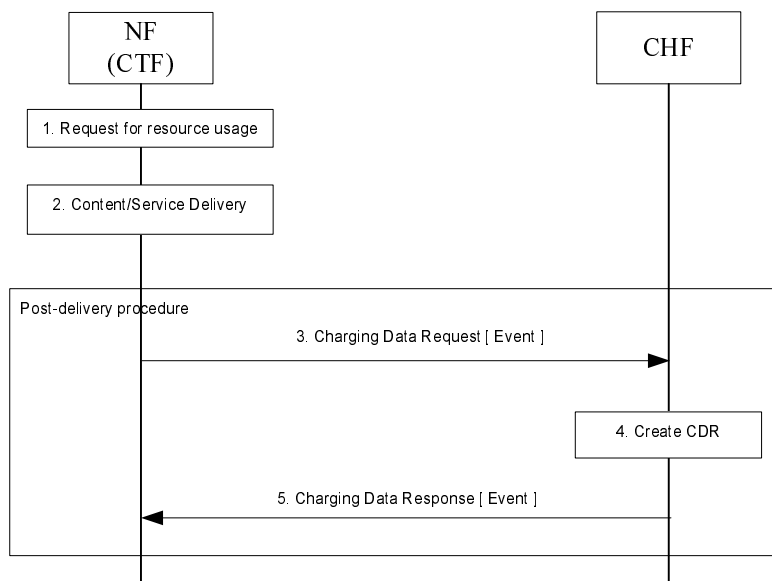 NF
(CTF)
CHF
1. Request for resource usage
2. Content/Service Delivery
Post-delivery procedure
3. Charging Data Request [ Event ]
4. Create CDR
5. Charging Data Response [ Event ]